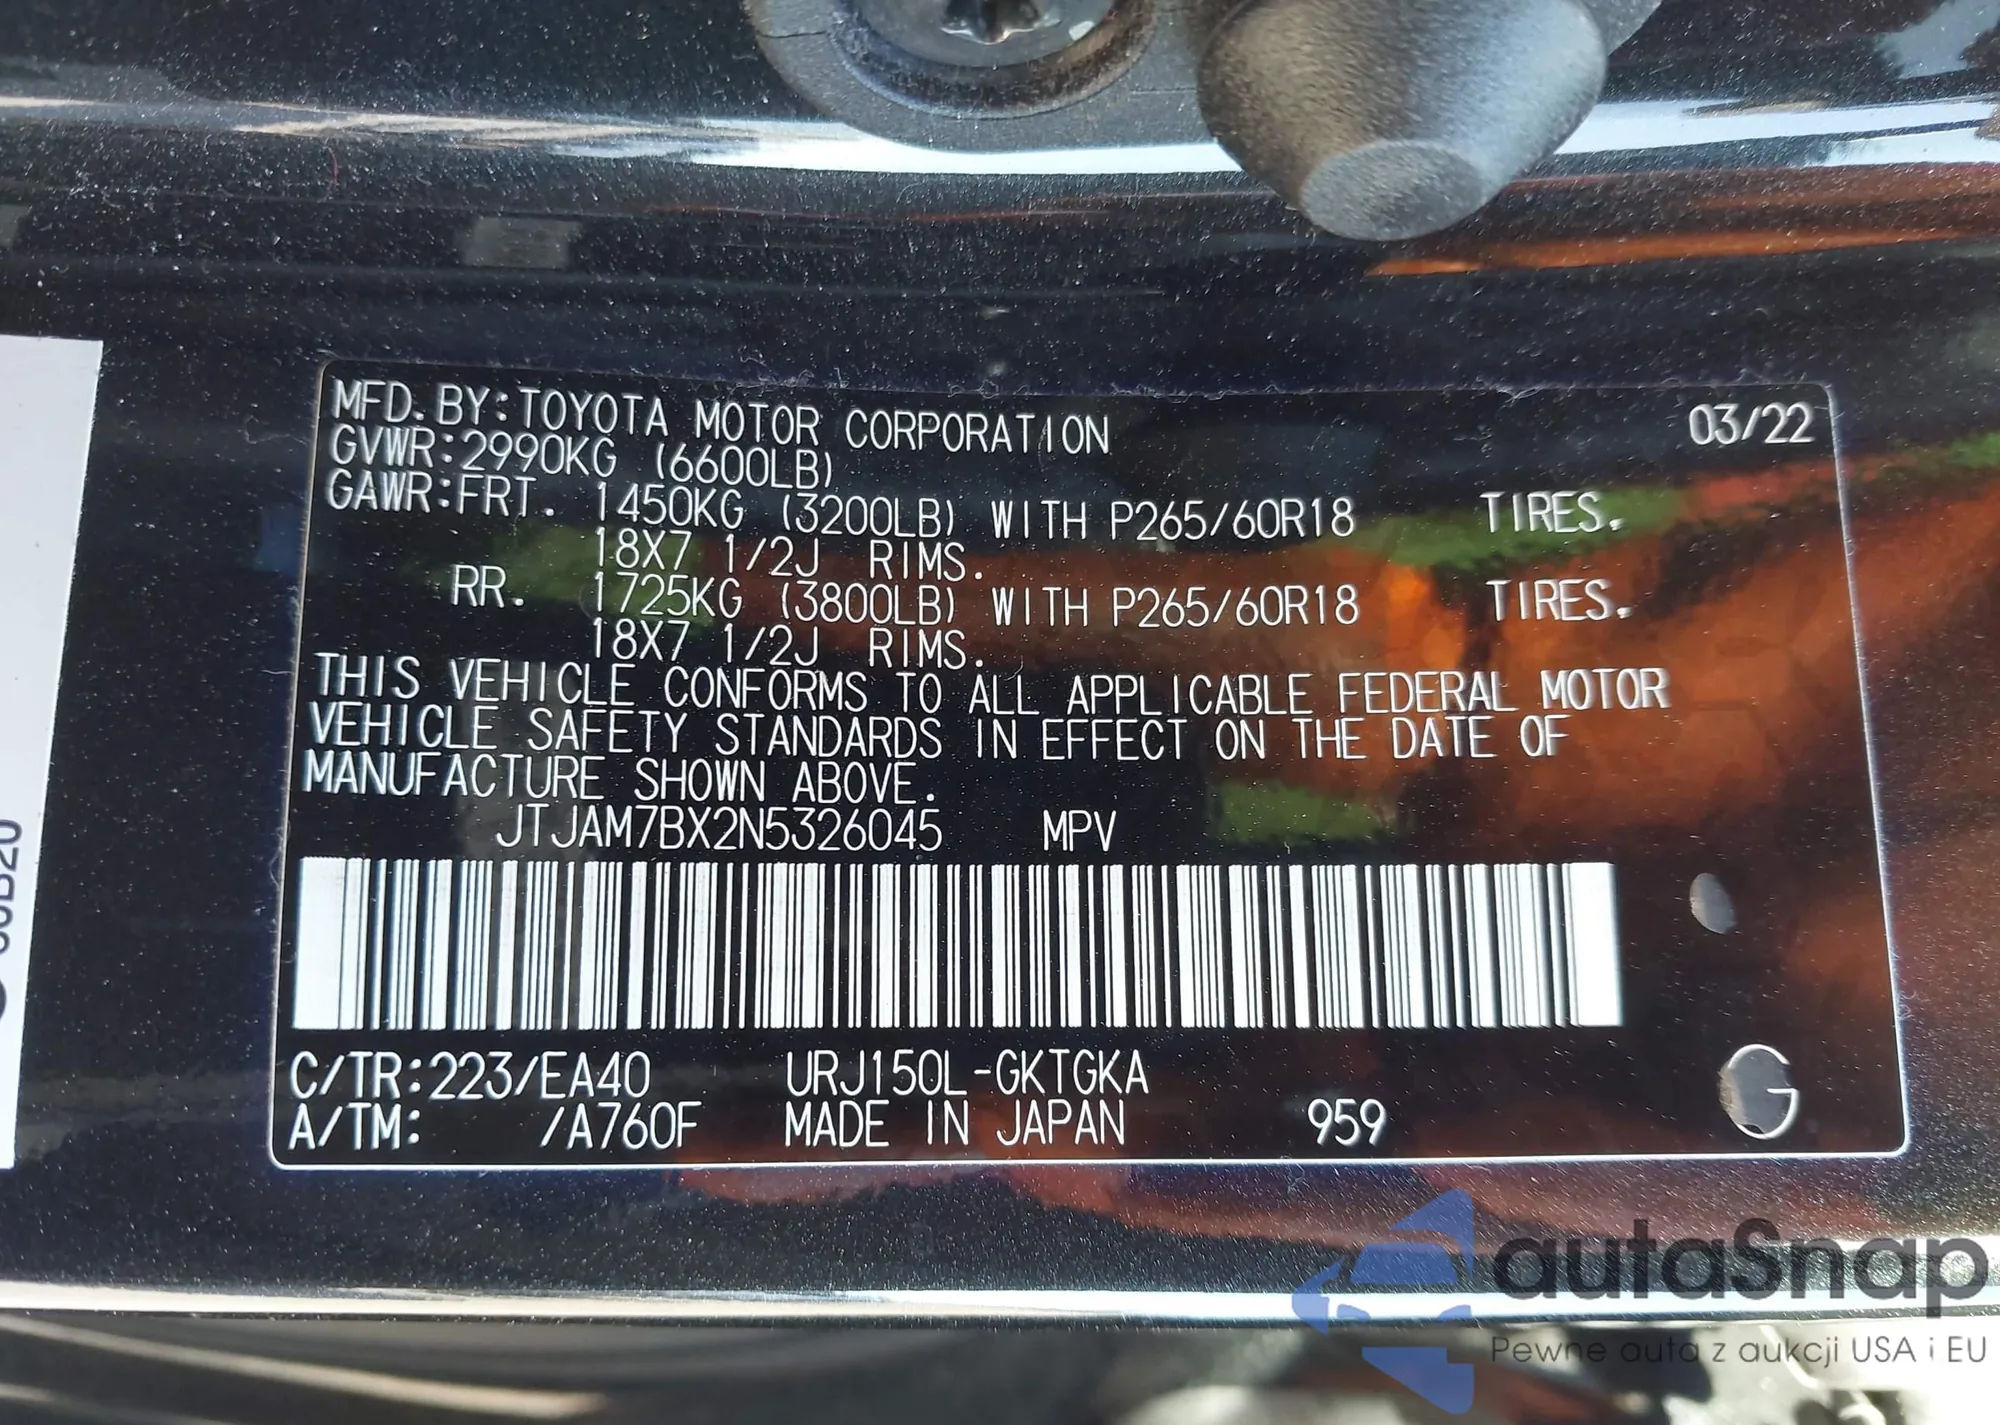 MFD. BY: TOYOTA MOTOR CORPORATION 03/22
GVWR: 2990KG (6600LB)
GAWR: FRT. 1450KG (3200LB) WITH P265/60R18 TIRES.
18X7 1/2J RIMS.
RR. 1725KG (3800LB) WITH P265/60R18 TIRES.
18X7 1/2J RIMS.
THIS VEHICLE CONFORMS TO ALL APPLICABLE FEDERAL MOTOR
VEHICLE SAFETY STANDARDS IN EFFECT ON THE DATE OF
MANUFACTURE SHOWN ABOVE.
JTJAM7BX2N5326045 MPV
C/TR: 223/EA40 URJ150L-GKTGKA
A/TM: /A760F MADE IN JAPAN 959 G
autaSnap
Pewne auta z aukcji USA i EU